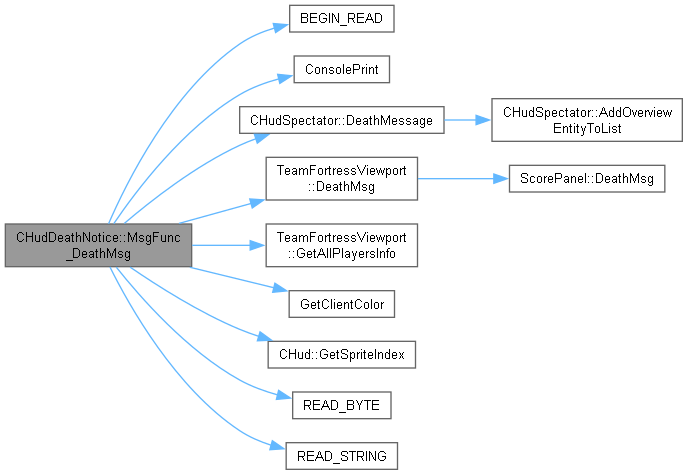 BEGIN_READ
ConsolePrint
CHudSpectator::DeathMessage
CHudSpectator::AddOverview
EntityToList
TeamFortressViewport
::DeathMsg
ScorePanel::DeathMsg
CHudDeathNotice::MsgFunc
_DeathMsg
TeamFortressViewport
::GetAllPlayersInfo
GetClientColor
CHud::GetSpriteIndex
READ_BYTE
READ_STRING